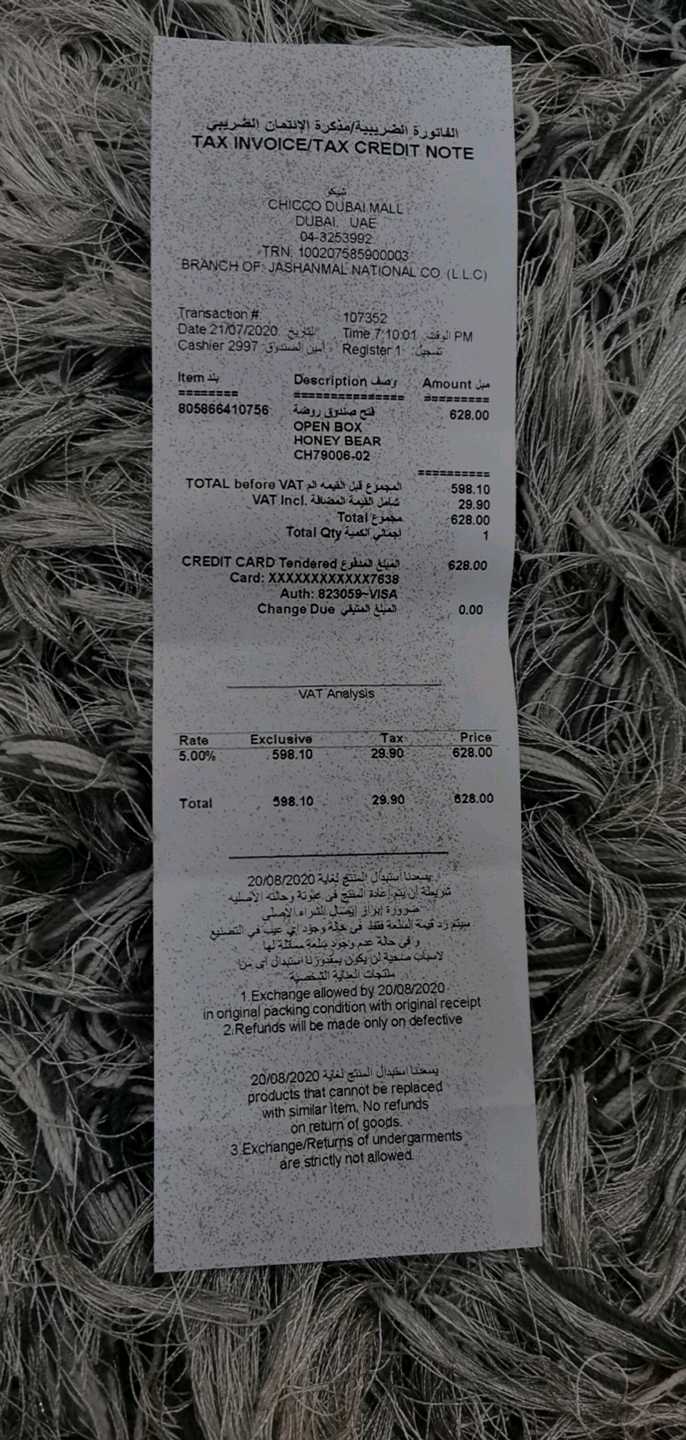 الفاتورة الضريبية/مذكرة الإئتمان الضريبي
TAX INVOICE/TAX CREDIT NOTE
شيكو
CHICCO DUBAI MALL
DUBAI, UAE
04-3253992
TRN: 100207585900003
BRANCH OF: JASHANMAL NATIONAL CO. (L.L.C)
Transaction # 107352
Date 21/07/2020 التاريخ Time 7:10:01 الوقت PM
Cashier 2997 أمين الصندوق Register 1 تسجيل
Item بند Description وصف Amount مبل
======== =============== =========
805866410756 فتح صندوق روضة 628.00
OPEN BOX
HONEY BEAR
CH79006-02
==========
TOTAL before VAT المجموع قبل القيمه الم 598.10
VAT Incl. شامل القيمة المضافة 29.90
Total مجموع 628.00
Total Qty إجمالي الكمية 1
CREDIT CARD Tendered المبلغ المدفوع 628.00
Card: XXXXXXXXXXXX7638
Auth: 823059~VISA
Change Due المبلغ المتبقي 0.00
VAT Analysis
Rate Exclusive Tax Price
5.00% 598.10 29.90 628.00
Total 598.10 29.90 628.00
يسعدنا استبدال المنتج لغاية 20/08/2020
شريطة أن يتم إعادة المنتج في عبوته وحالته الأصليه
ضرورة إبراز إيصال الشراء الإصلي
سيتم رد قيمة السلعة فقط في حالة وجود أي عيب في التصنيع
و في حالة عدم وجود سلعة مماثلة لها
لاسباب صحية لن يكون بمقدورنا استبدال أي من
منتجات العناية الشخصية
1.Exchange allowed by 20/08/2020
in original packing condition with original receipt
2.Refunds will be made only on defective
يسعدنا استبدال المنتج لغاية 20/08/2020
products that cannot be replaced
with similar item. No refunds
on return of goods.
3.Exchange/Returns of undergarments
are strictly not allowed.